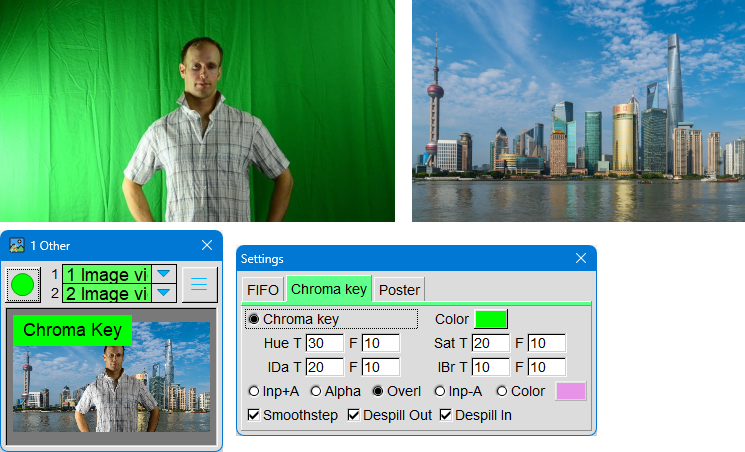 1 Other
1 1 Image vi
2 2 Image vi
Chroma Key
Settings
FIFO Chroma key Poster
Chroma key Color
Hue T 30 F 10 Sat T 20 F 10
IDa T 20 F 10 IBr T 10 F 10
Inp+A Alpha Overl Inp-A Color
Smoothstep Despill Out Despill In